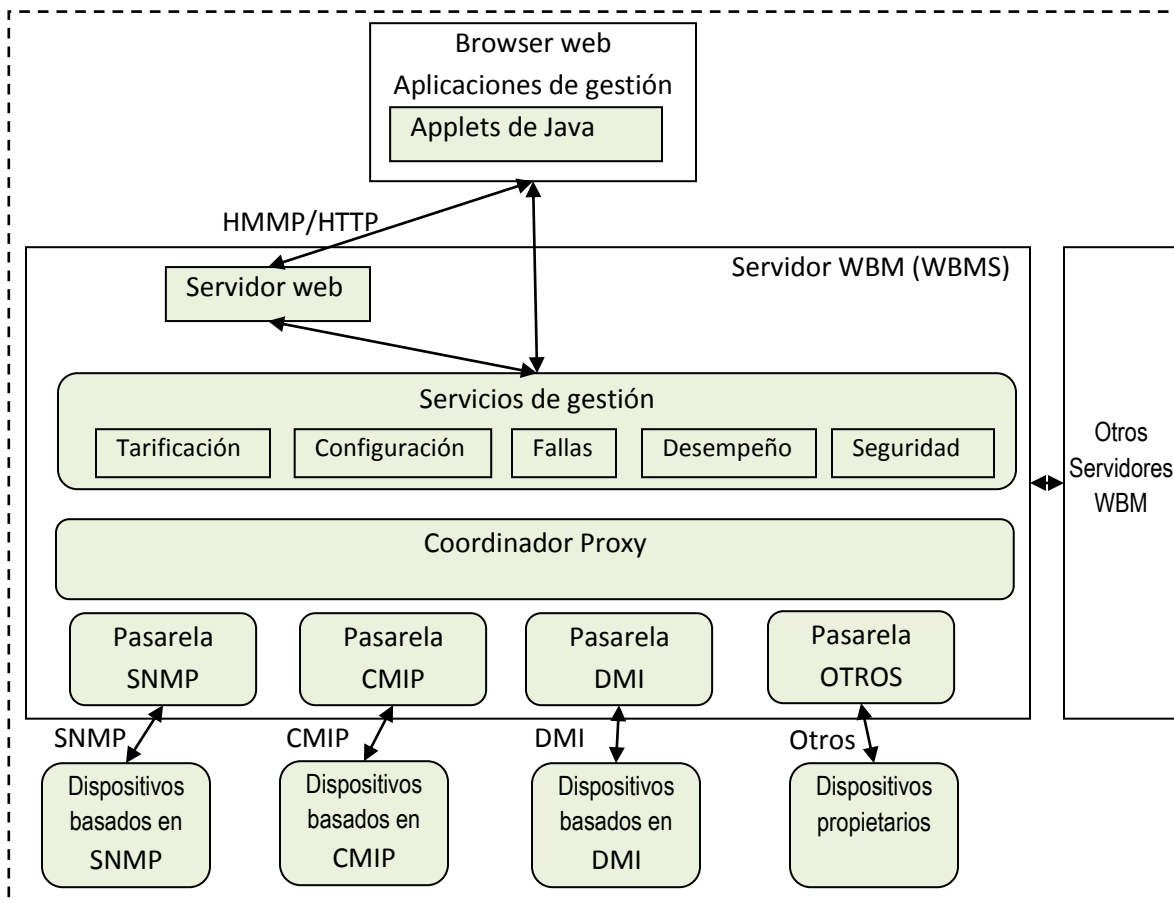 Browser web
Aplicaciones de gestión
Applets de Java
HMMP/HTTP
Servidor WBM (WBMS)
Servidor web
Servicios de gestión
Tarificación
Configuración
Fallas
Desempeño
Seguridad
Otros
Servidores
WBM
Coordinador Proxy
Pasarela
SNMP
Pasarela
CMIP
Pasarela
DMI
Pasarela
OTROS
SNMP
CMIP
DMI
Otros
Dispositivos
basados en
SNMP
Dispositivos
basados en
CMIP
Dispositivos
basados en
DMI
Dispositivos
propietarios